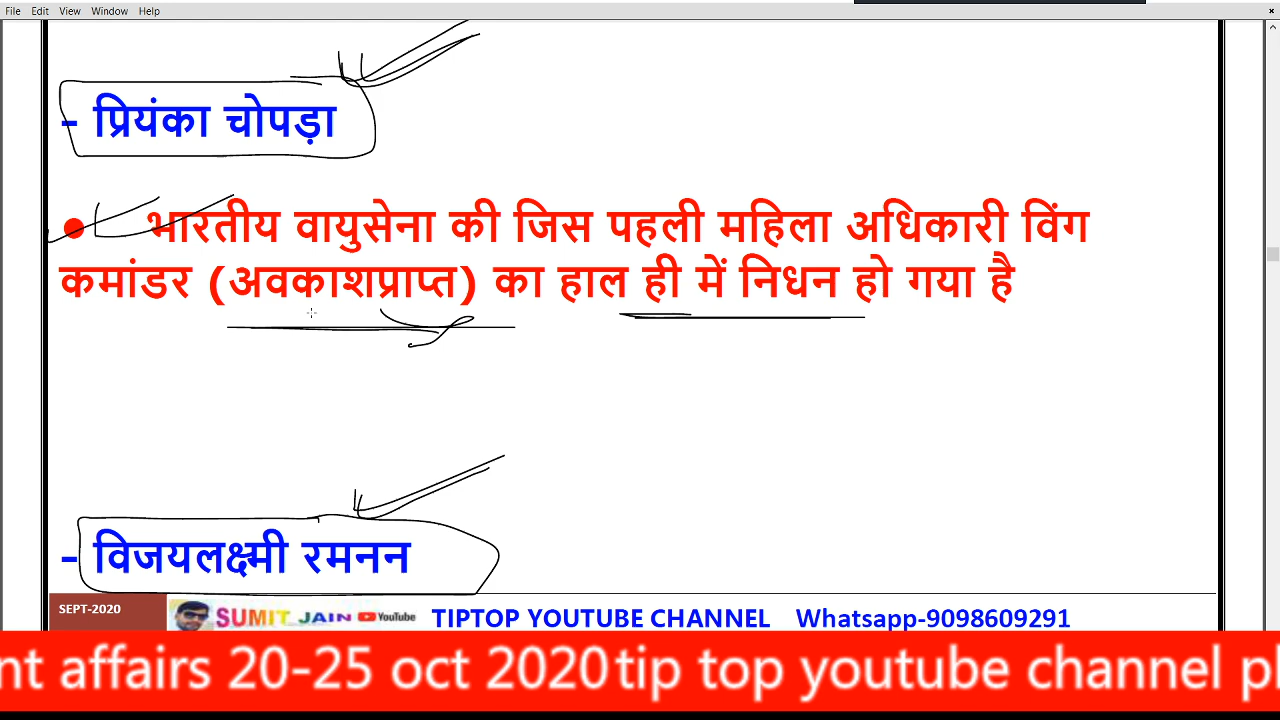 File Edit View Window Help
- प्रियंका चोपड़ा
● भारतीय वायुसेना की जिस पहली महिला अधिकारी विंग
कमांडर (अवकाशप्राप्त) का हाल ही में निधन हो गया है
- विजयलक्ष्मी रमनन
SEPT-2020 SUMIT JAIN YouTube TIPTOP YOUTUBE CHANNEL Whatsapp-9098609291
nt affairs 20-25 oct 2020 tip top youtube channel pl